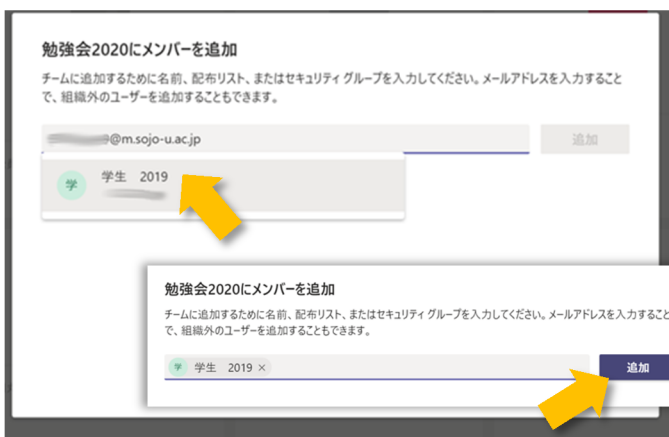 勉強会2020にメンバーを追加
チームに追加するために名前、配布リスト、またはセキュリティ グループを入力してください。メールアドレスを入力すること
で、組織外のユーザーを追加することもできます。
@m.sojo-u.ac.jp
追加
学
学生 2019
勉強会2020にメンバーを追加
チームに追加するために名前、配布リスト、またはセキュリティ グループを入力してください。メールアドレスを入力すること
で、組織外のユーザーを追加することもできます。
学 学生 2019 ×
追加